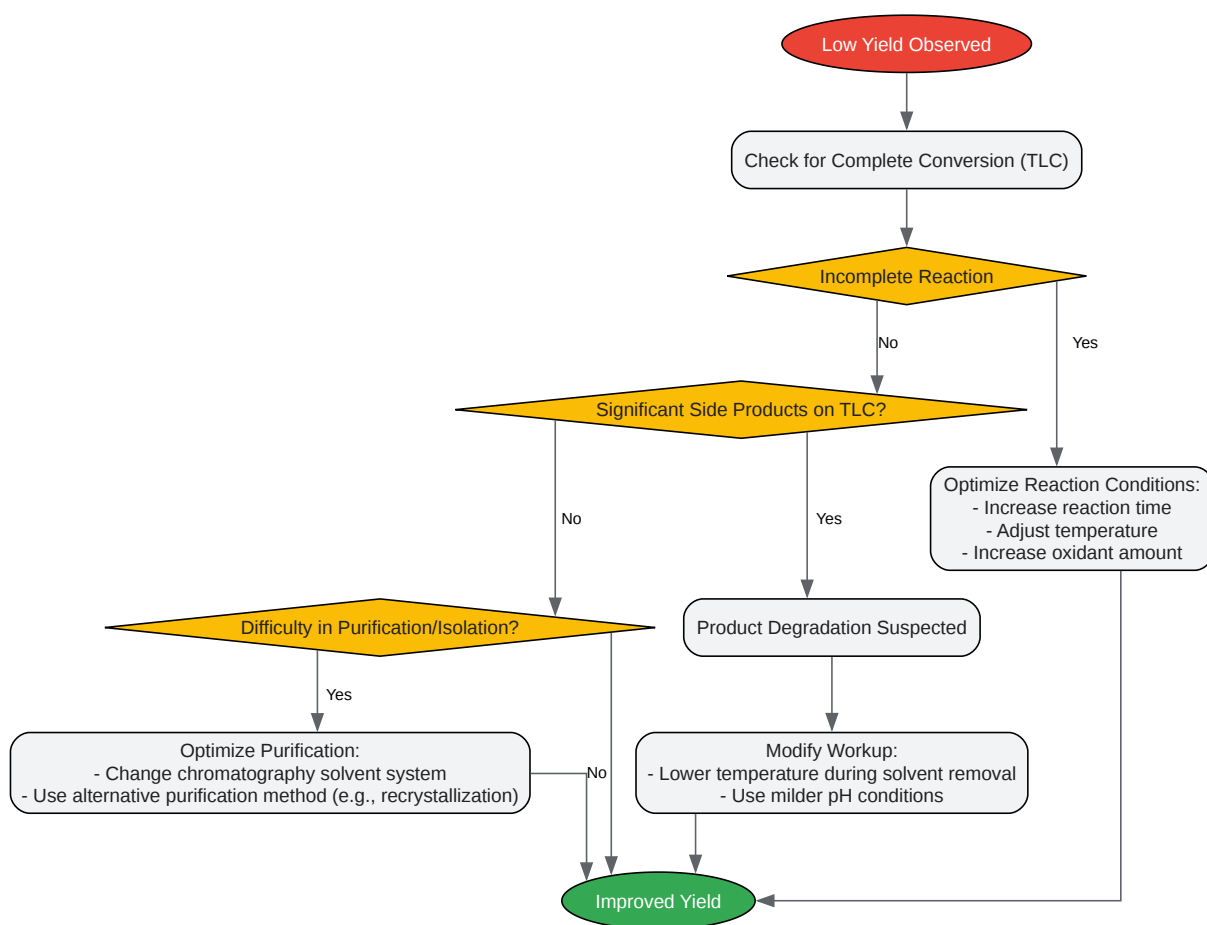 Low Yield Observed
Check for Complete Conversion (TLC)
Incomplete Reaction
No
Yes
Significant Side Products on TLC?
Optimize Reaction Conditions:
- Increase reaction time
- Adjust temperature
- Increase oxidant amount
No
Yes
Difficulty in Purification/Isolation?
Product Degradation Suspected
Yes
Optimize Purification:
- Change chromatography solvent system
- Use alternative purification method (e.g., recrystallization)
No
Modify Workup:
- Lower temperature during solvent removal
- Use milder pH conditions
Improved Yield